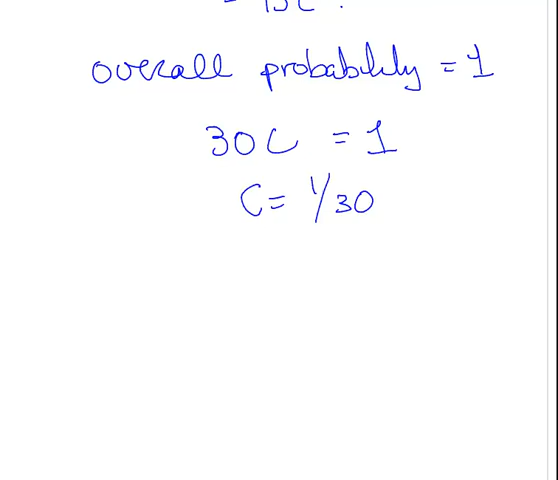 overall probability = 1
30C = 1
C = 1/30